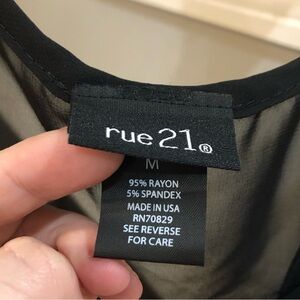 rue21®
M
95% RAYON
5% SPANDEX
MADE IN USA
RN70829
SEE REVERSE
FOR CARE